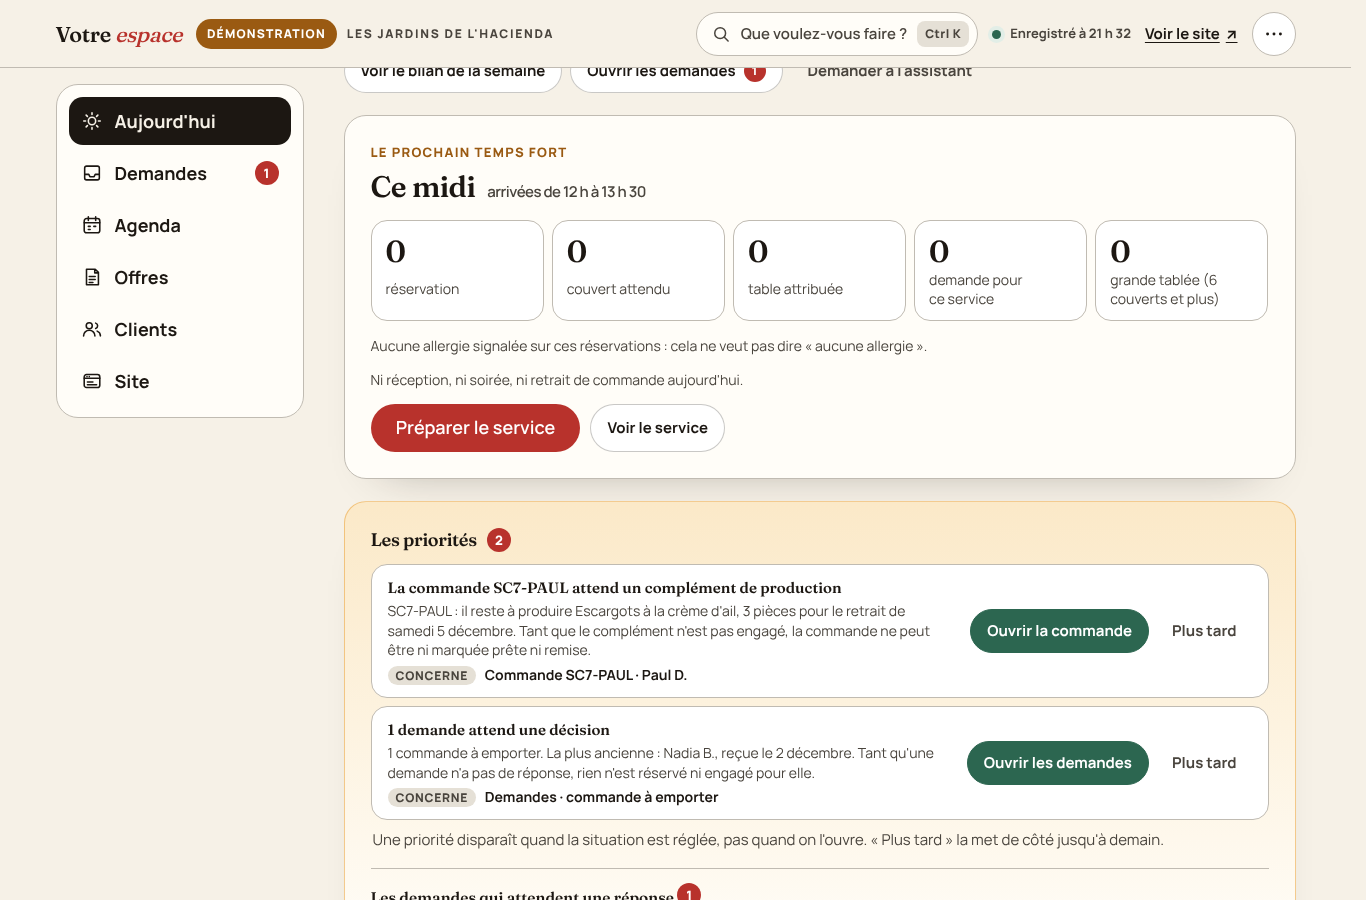 Votre espace DÉMONSTRATION LES JARDINS DE L'HACIENDA Que voulez-vous faire ? Ctrl K Enregistré à 21 h 32 Voir le site ↗ ···
Voir le bilan de la semaine Ouvrir les demandes 1 Demander à l'assistant
Aujourd'hui
Demandes 1
Agenda
Offres
Clients
Site
LE PROCHAIN TEMPS FORT
Ce midi arrivées de 12 h à 13 h 30
0 0 0 0 0
réservation couvert attendu table attribuée demande pour ce service grande tablée (6 couverts et plus)
Aucune allergie signalée sur ces réservations : cela ne veut pas dire « aucune allergie ».
Ni réception, ni soirée, ni retrait de commande aujourd'hui.
Préparer le service Voir le service
Les priorités 2
La commande SC7-PAUL attend un complément de production
SC7-PAUL : il reste à produire Escargots à la crème d'ail, 3 pièces pour le retrait de
samedi 5 décembre. Tant que le complément n'est pas engagé, la commande ne peut
être ni marquée prête ni remise.
CONCERNE Commande SC7-PAUL · Paul D.
Ouvrir la commande Plus tard
1 demande attend une décision
1 commande à emporter. La plus ancienne : Nadia B., reçue le 2 décembre. Tant qu'une
demande n'a pas de réponse, rien n'est réservé ni engagé pour elle.
CONCERNE Demandes · commande à emporter
Ouvrir les demandes Plus tard
Une priorité disparaît quand la situation est réglée, pas quand on l'ouvre. « Plus tard » la met de côté jusqu'à demain.
Les demandes qui attendent une réponse 1